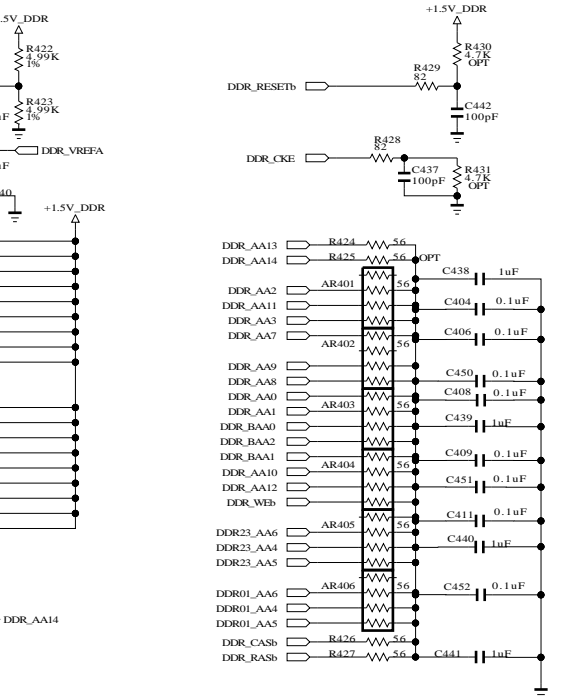 .5V_DDR
R422
4.99K
1%
R423
4.99K
1%
F
DDR_VREFA
F
40
+1.5V_DDR
DDR_AA14
+1.5V_DDR
R430
4.7K
OPT
R429
82
DDR_RESETb
C442
100pF
R428
82
DDR_CKE
C437
100pF
R431
4.7K
OPT
DDR_AA13 R424 56
DDR_AA14 R425 56 OPT
C438 1uF
AR401 56
DDR_AA2
DDR_AA11 C404 0.1uF
DDR_AA3
DDR_AA7 C406 0.1uF
AR402 56
DDR_AA9
DDR_AA8 C450 0.1uF
DDR_AA0 C408 0.1uF
DDR_AA1 AR403 56
DDR_BAA0 C439 1uF
DDR_BAA2
DDR_BAA1 C409 0.1uF
DDR_AA10 AR404 56
DDR_AA12 C451 0.1uF
DDR_WEb
C411 0.1uF
AR405 56
DDR23_AA6
DDR23_AA4 C440 1uF
DDR23_AA5
AR406 56
DDR01_AA6 C452 0.1uF
DDR01_AA4
DDR01_AA5
DDR_CASb R426 56
DDR_RASb R427 56 C441 1uF